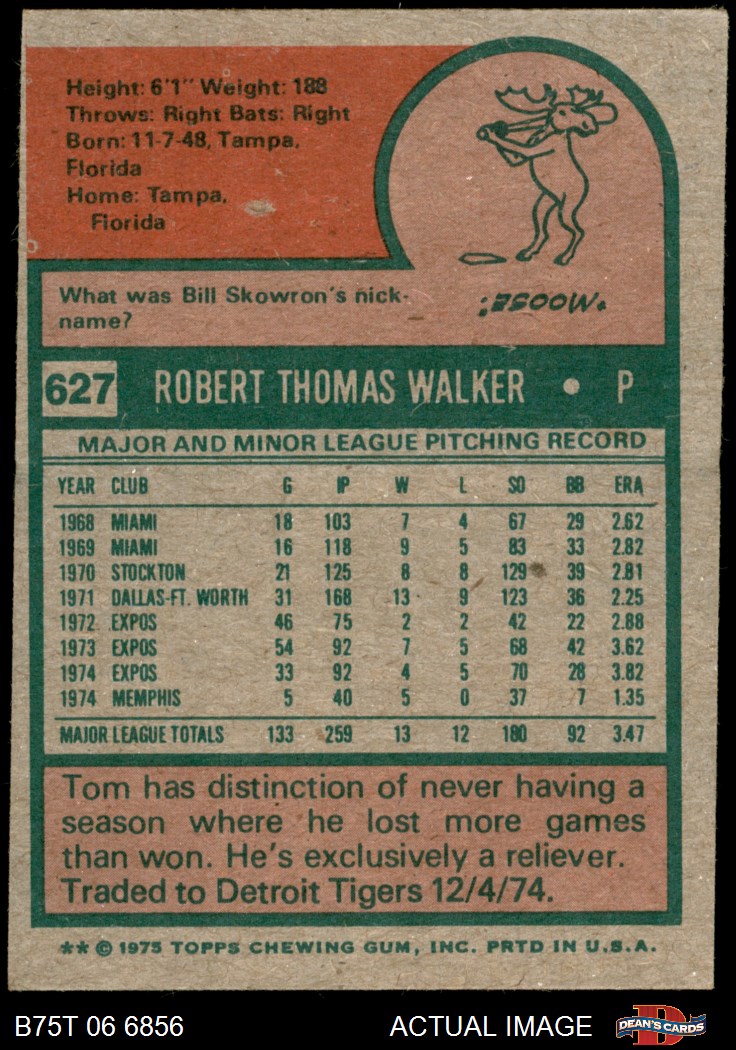 Height: 6'1" Weight: 188
Throws: Right Bats: Right
Born: 11-7-48, Tampa,
Florida
Home: Tampa,
Florida
What was Bill Skowron's nick-
name?
"Moose."
627 ROBERT THOMAS WALKER • P
MAJOR AND MINOR LEAGUE PITCHING RECORD
YEAR CLUB G IP W L SO BB ERA
1968 MIAMI 18 103 7 4 67 29 2.62
1969 MIAMI 16 118 9 5 83 33 2.82
1970 STOCKTON 21 125 8 8 129 39 2.81
1971 DALLAS-FT. WORTH 31 168 13 9 123 36 2.25
1972 EXPOS 46 75 2 2 42 22 2.88
1973 EXPOS 54 92 7 5 68 42 3.62
1974 EXPOS 33 92 4 5 70 28 3.82
1974 MEMPHIS 5 40 5 0 37 7 1.35
MAJOR LEAGUE TOTALS 133 259 13 12 180 92 3.47
Tom has distinction of never having a
season where he lost more games
than won. He's exclusively a reliever.
Traded to Detroit Tigers 12/4/74.
** © 1975 TOPPS CHEWING GUM, INC. PRTD IN U.S.A.
B75T 06 6856 ACTUAL IMAGE D DEAN'S CARDS